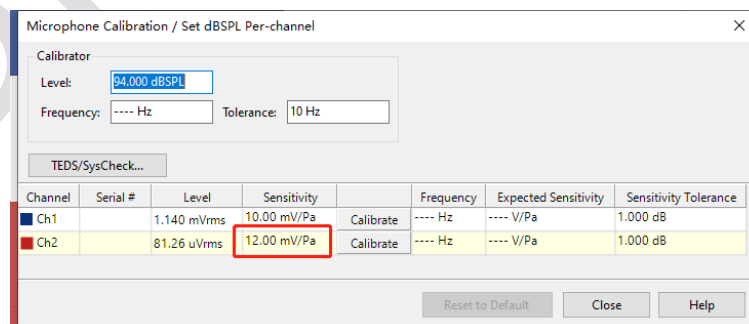 Microphone Calibration / Set dBSPL Per-channel
Calibrator
Level: 94.000 dBSPL
Frequency: ---- Hz Tolerance: 10 Hz
TEDS/SysCheck...
Channel Serial # Level Sensitivity Frequency Expected Sensitivity Sensitivity Tolerance
Ch1 1.140 mVrms 10.00 mV/Pa Calibrate ---- Hz ---- V/Pa 1.000 dB
Ch2 81.26 uVrms 12.00 mV/Pa Calibrate ---- Hz ---- V/Pa 1.000 dB
Reset to Default Close Help